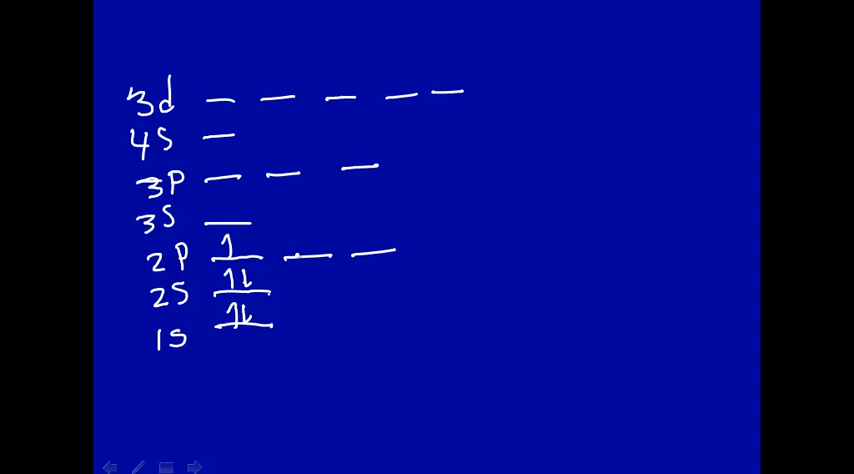 3d _ _ _ _ _
4s _
3p _ _ _
3s _
2p ↿ _ _
2s ↿⇂
1s ↿⇂